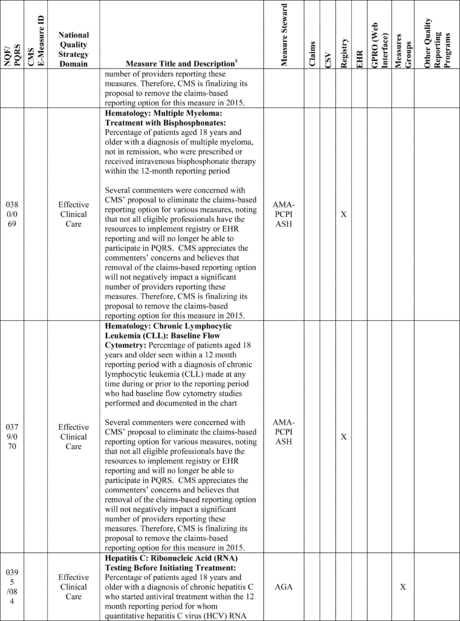 NQF/
PQRS
CMS
E-Measure ID
National
Quality
Strategy
Domain
Measure Title and Description¥
Measure Steward
Claims
CSV
Registry
EHR
GPRO (Web
Interface)
Measures
Groups
Other Quality
Reporting
Programs
number of providers reporting these
measures. Therefore, CMS is finalizing its
proposal to remove the claims-based
reporting option for this measure in 2015.
038
0/0
69
Effective
Clinical
Care
Hematology: Multiple Myeloma:
Treatment with Bisphosphonates:
Percentage of patients aged 18 years and
older with a diagnosis of multiple myeloma,
not in remission, who were prescribed or
received intravenous bisphosphonate therapy
within the 12-month reporting period
Several commenters were concerned with
CMS' proposal to eliminate the claims-based
reporting option for various measures, noting
that not all eligible professionals have the
resources to implement registry or EHR
reporting and will no longer be able to
participate in PQRS. CMS appreciates the
commenters' concerns and believes that
removal of the claims-based reporting option
will not negatively impact a significant
number of providers reporting these
measures. Therefore, CMS is finalizing its
proposal to remove the claims-based
reporting option for this measure in 2015.
AMA-
PCPI
ASH
X
037
9/0
70
Effective
Clinical
Care
Hematology: Chronic Lymphocytic
Leukemia (CLL): Baseline Flow
Cytometry: Percentage of patients aged 18
years and older seen within a 12 month
reporting period with a diagnosis of chronic
lymphocytic leukemia (CLL) made at any
time during or prior to the reporting period
who had baseline flow cytometry studies
performed and documented in the chart
Several commenters were concerned with
CMS' proposal to eliminate the claims-based
reporting option for various measures, noting
that not all eligible professionals have the
resources to implement registry or EHR
reporting and will no longer be able to
participate in PQRS. CMS appreciates the
commenters' concerns and believes that
removal of the claims-based reporting option
will not negatively impact a significant
number of providers reporting these
measures. Therefore, CMS is finalizing its
proposal to remove the claims-based
reporting option for this measure in 2015.
AMA-
PCPI
ASH
X
039
5
/08
4
Effective
Clinical
Care
Hepatitis C: Ribonucleic Acid (RNA)
Testing Before Initiating Treatment:
Percentage of patients aged 18 years and
older with a diagnosis of chronic hepatitis C
who started antiviral treatment within the 12
month reporting period for whom
quantitative hepatitis C virus (HCV) RNA
AGA
X